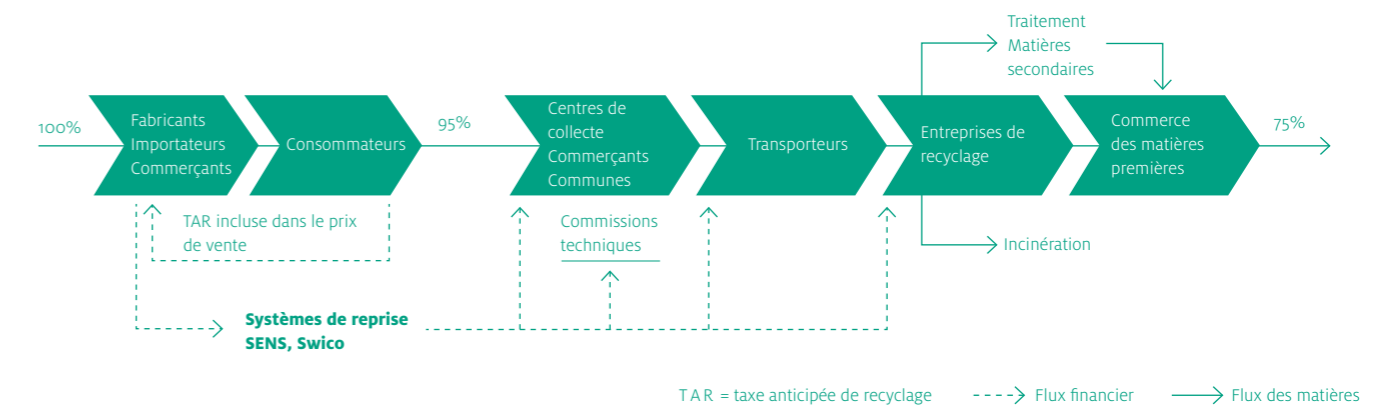 Traitement
Matières
secondaires
100%
Fabricants
Importateurs
Commerçants
Consommateurs
95%
Centres de
collecte
Commerçants
Communes
Transporteurs
Entreprises de
recyclage
Commerce
des matières
premières
75%
TAR incluse dans le prix
de vente
Commissions
techniques
Incinération
Systèmes de reprise
SENS, Swico
TAR = taxe anticipée de recyclage
Flux financier
Flux des matières